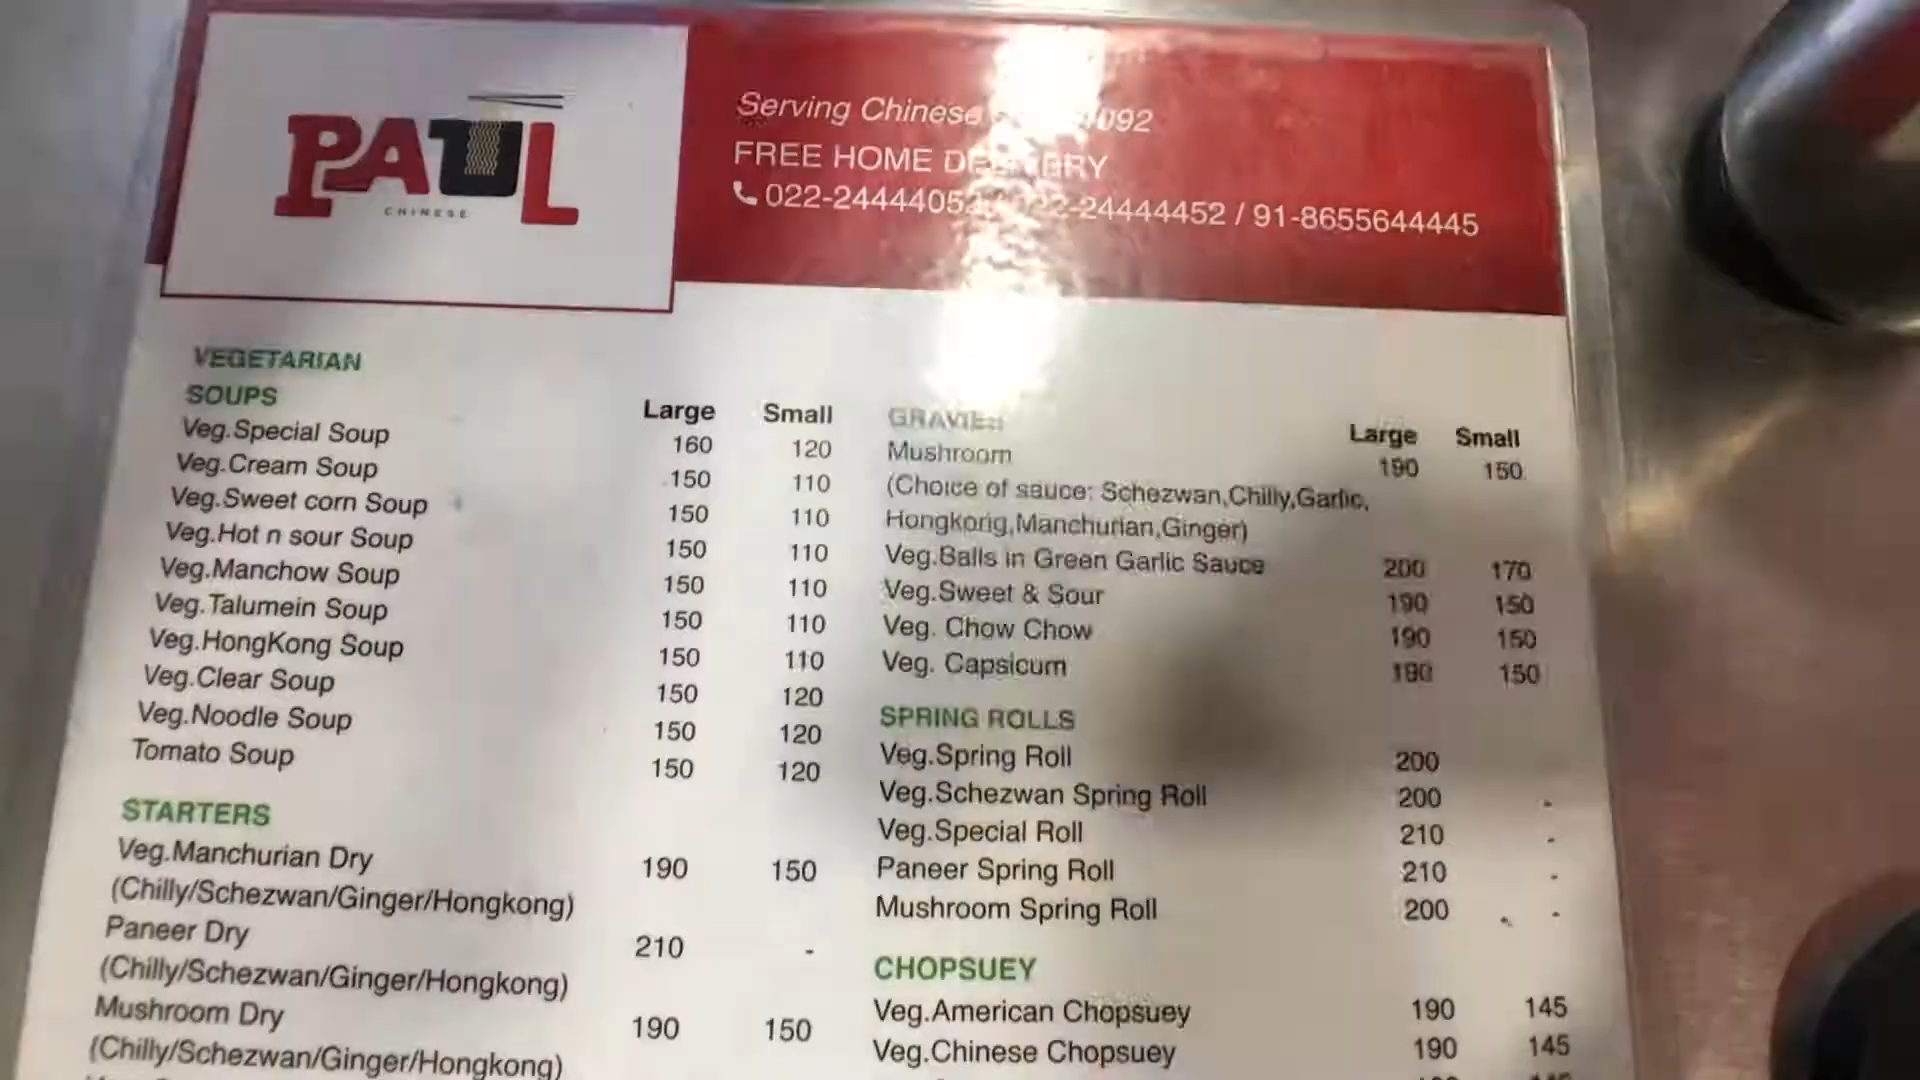 PAUL
CHINESE
Serving Chinese
FREE HOME DELIVERY
022-2444405 022-24444452 / 91-8655644445
VEGETARIAN
SOUPS Large Small
Veg.Special Soup 160 120
Veg.Cream Soup 150 110
Veg.Sweet corn Soup 150 110
Veg.Hot n sour Soup 150 110
Veg.Manchow Soup 150 110
Veg.Talumein Soup 150 110
Veg.HongKong Soup 150 110
Veg.Clear Soup 150 120
Veg.Noodle Soup 150 120
Tomato Soup 150 120
STARTERS
Veg.Manchurian Dry 190 150
(Chilly/Schezwan/Ginger/Hongkong)
Paneer Dry 210 -
(Chilly/Schezwan/Ginger/Hongkong)
Mushroom Dry 190 150
(Chilly/Schezwan/Ginger/Hongkong)
GRAVIES Large Small
Mushroom 190 150
(Choice of sauce: Schezwan,Chilly,Garlic,
Hongkong,Manchurian,Ginger)
Veg.Balls in Green Garlic Sauce 200 170
Veg.Sweet & Sour 190 150
Veg. Chow Chow 190 150
Veg. Capsicum 190 150
SPRING ROLLS
Veg.Spring Roll 200
Veg.Schezwan Spring Roll 200 -
Veg.Special Roll 210 -
Paneer Spring Roll 210 -
Mushroom Spring Roll 200 -
CHOPSUEY
Veg.American Chopsuey 190 145
Veg.Chinese Chopsuey 190 145